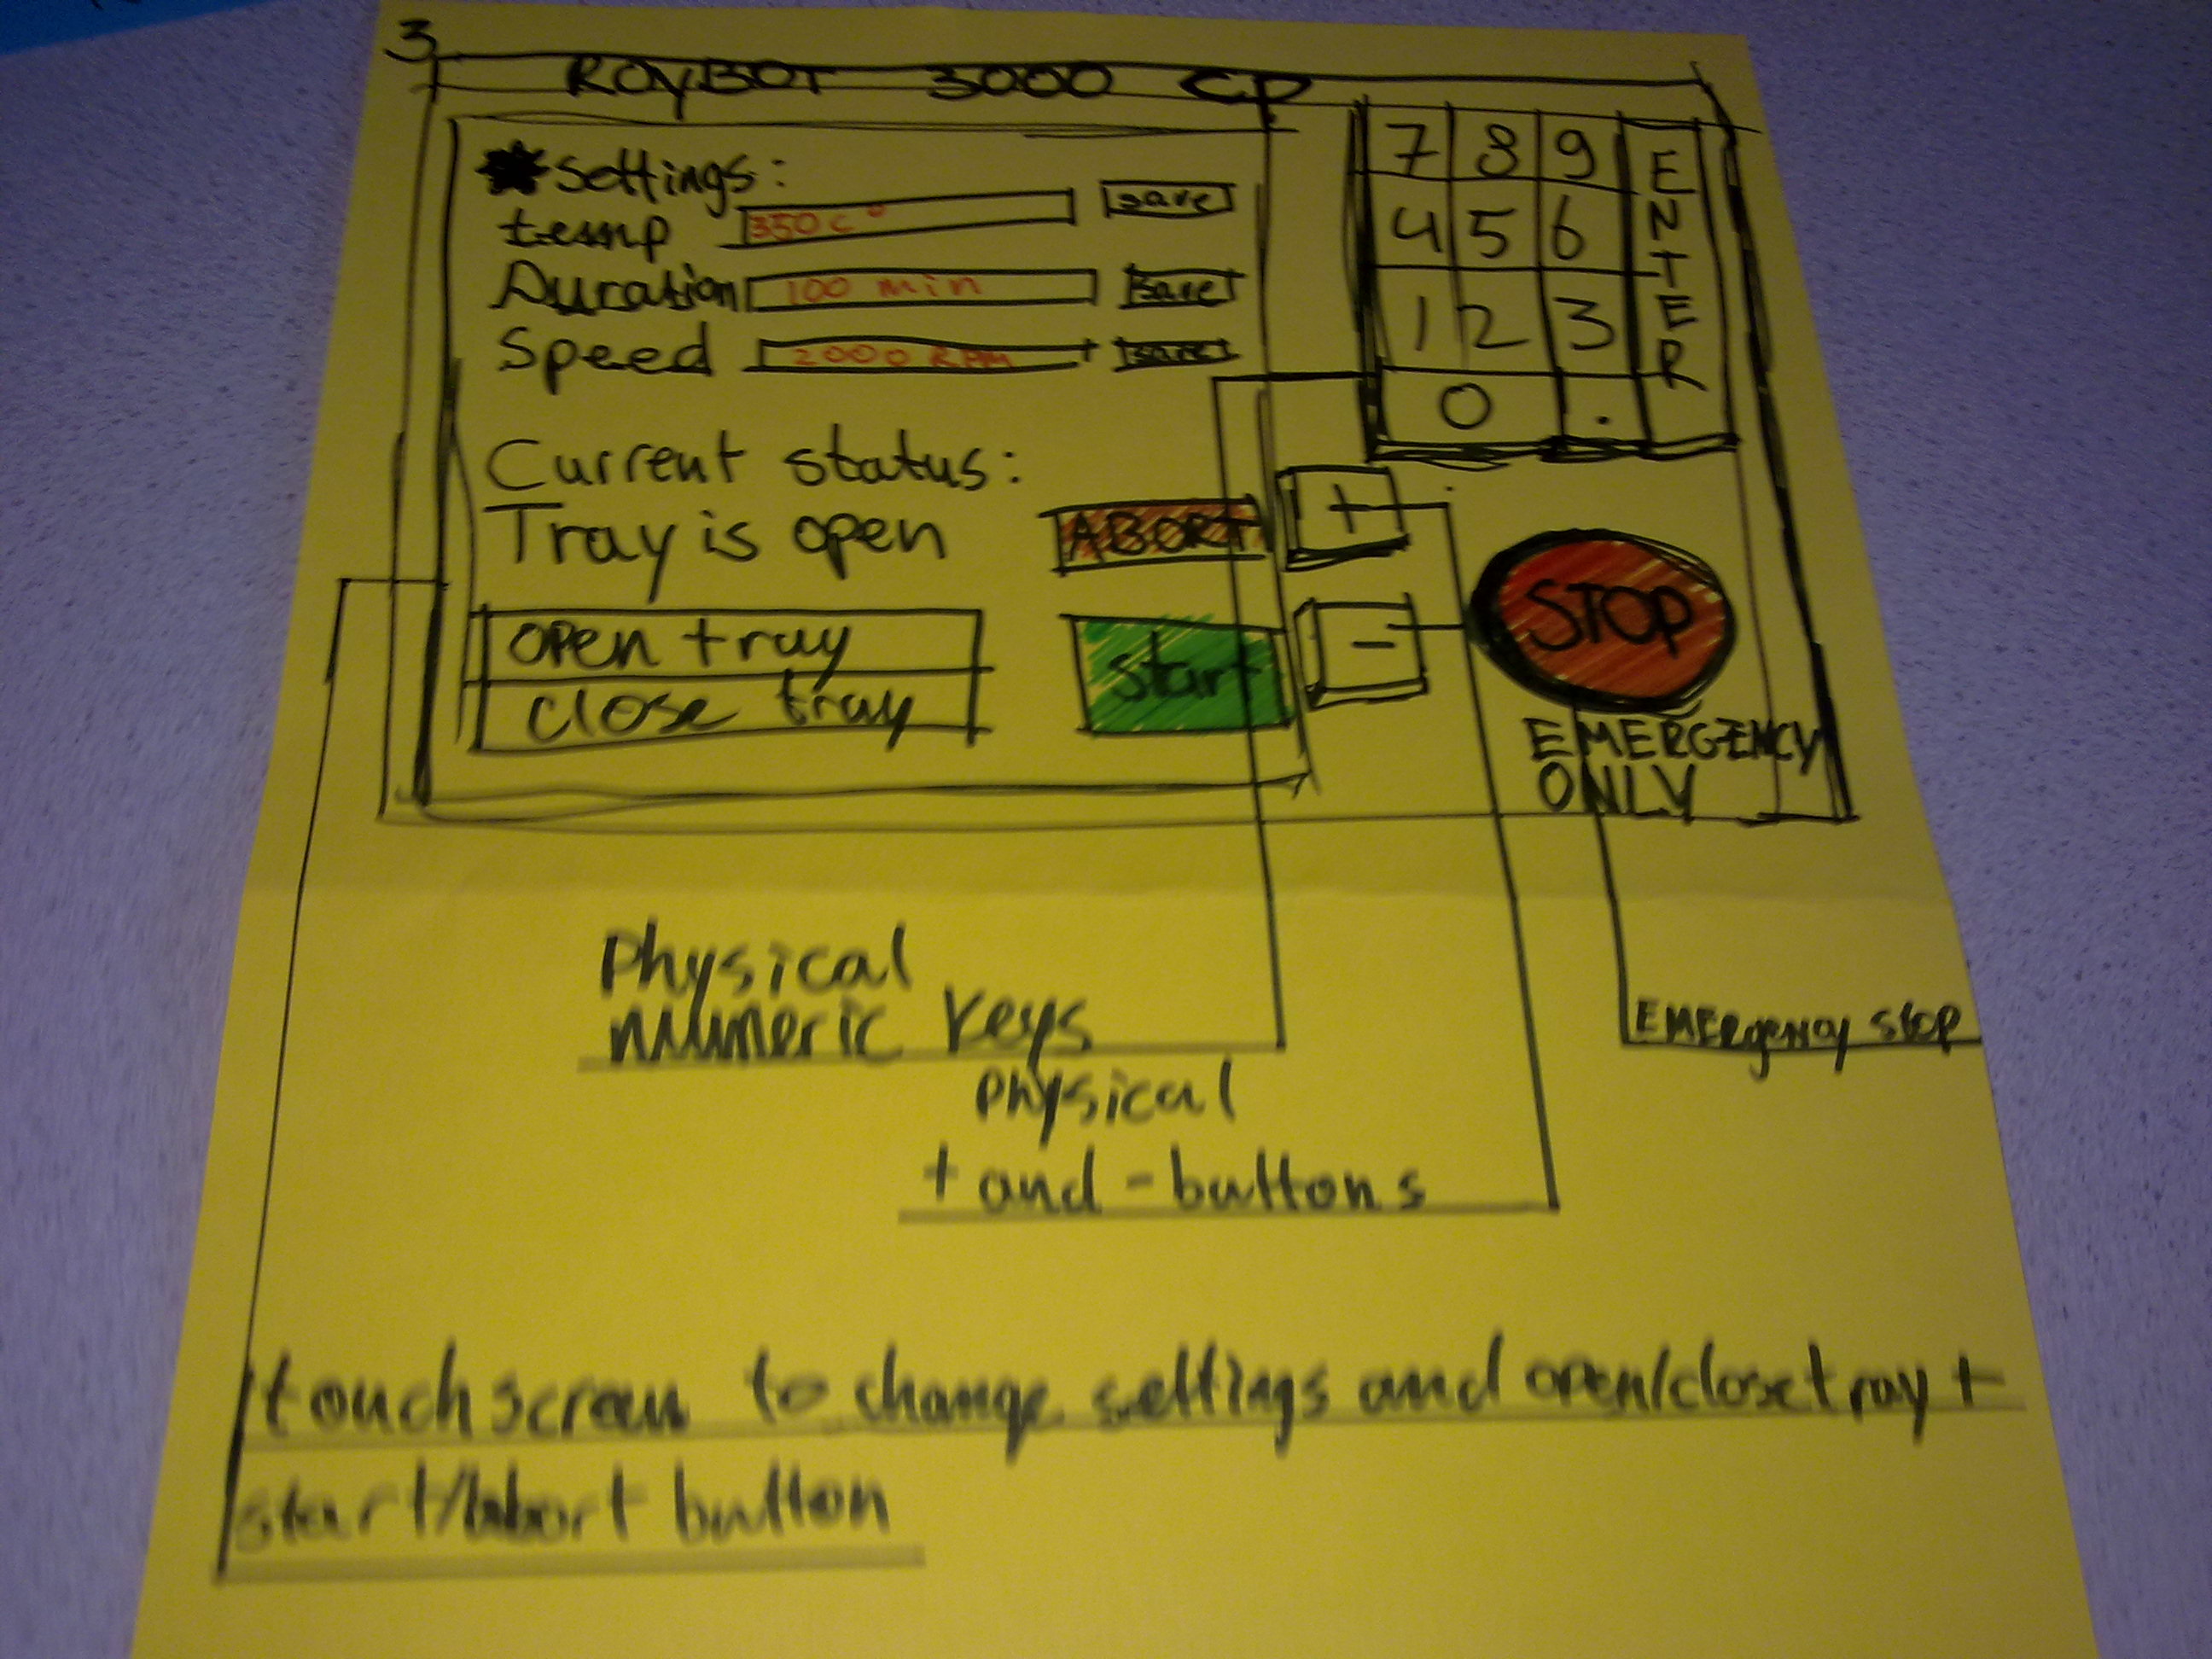 3
ROYBOT 3000 CP
Settings:
temp 350 c° save
Duration 100 min save
Speed 2000 RPM save
Current status:
Tray is open ABORT
open tray
close tray
start
7 8 9
4 5 6
1 2 3
0 .
ENTER
+
-
STOP
EMERGENCY
ONLY
Physical
numeric keys
EMErgency stop
physical
+ and - buttons
touch screen to change settings and open/close tray +
start/abort button